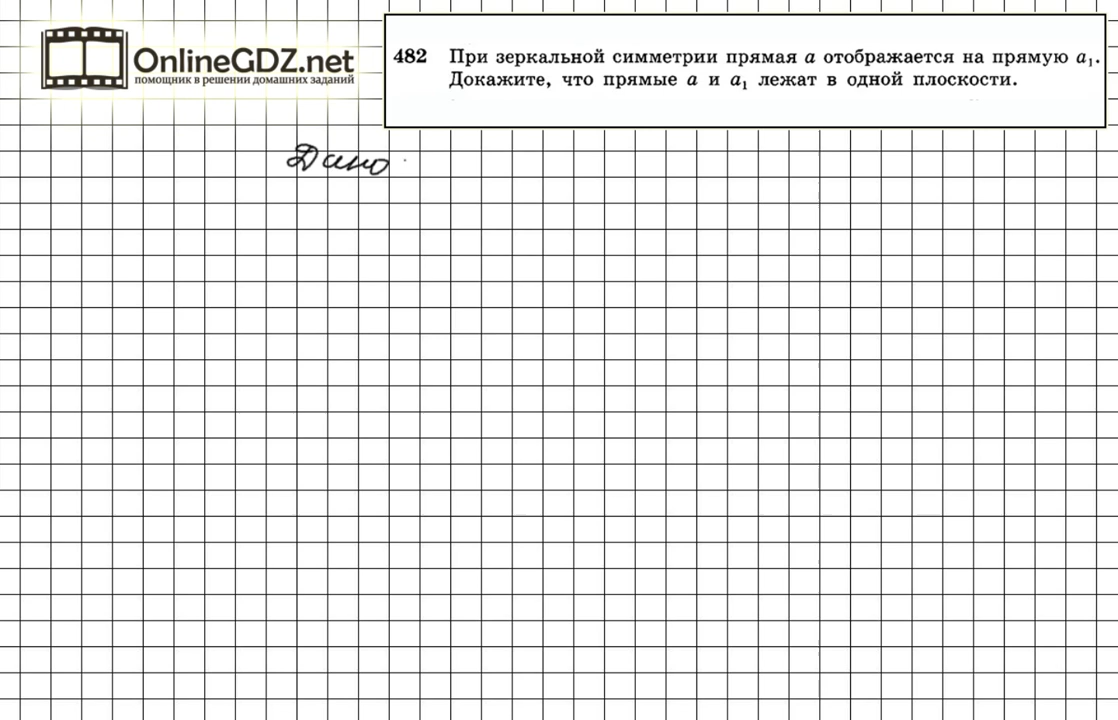 OnlineGDZ.net
помощник в решении домашних заданий
482 При зеркальной симметрии прямая a отображается на прямую a₁.
Докажите, что прямые a и a₁ лежат в одной плоскости.
Дано